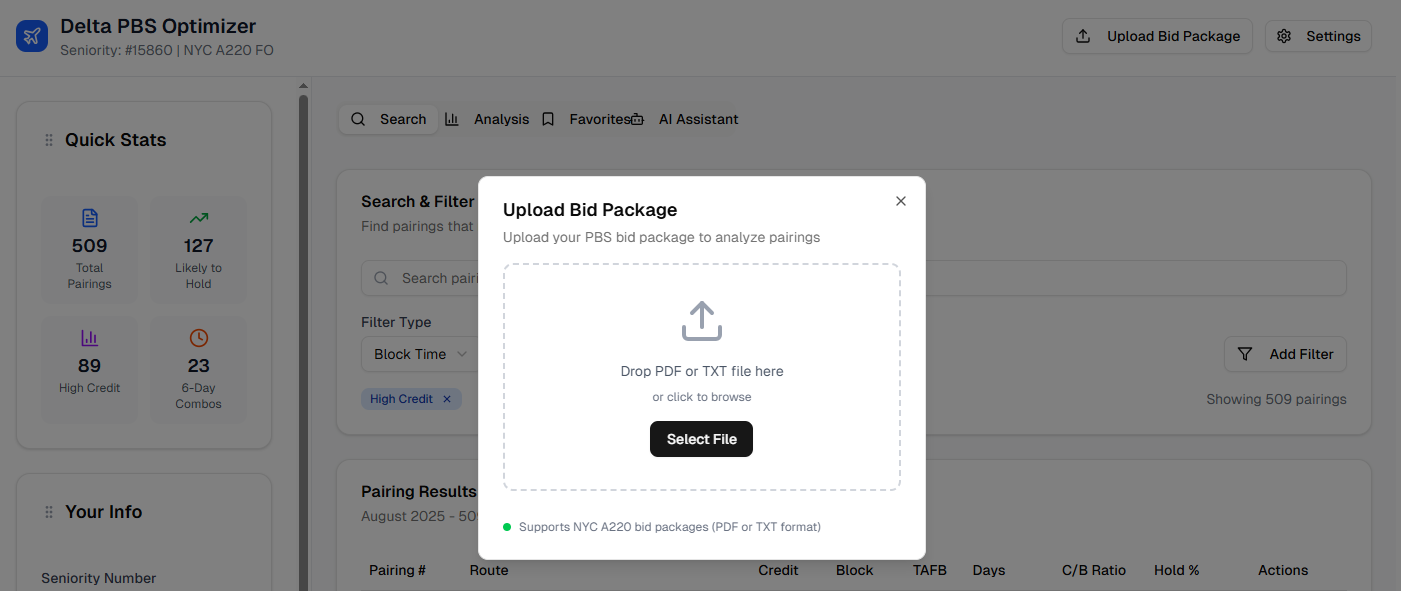 Delta PBS Optimizer
Seniority: #15860 | NYC A220 FO
Upload Bid Package
Settings
Quick Stats
509
Total
Pairings
127
Likely to
Hold
89
High Credit
23
6-Day
Combos
Your Info
Seniority Number
Search
Analysis
Favorites
AI Assistant
Search & Filter
Find pairings that
Search
Filter Type
Block Time
Add Filter
High Credit ×
Showing 509 pairings
Upload Bid Package
Upload your PBS bid package to analyze pairings
Drop PDF or TXT file here
or click to browse
Select File
Supports NYC A220 bid packages (PDF or TXT format)
Pairing Results
August 2025 -
Pairing # Route Credit Block TAFB Days C/B Ratio Hold % Actions